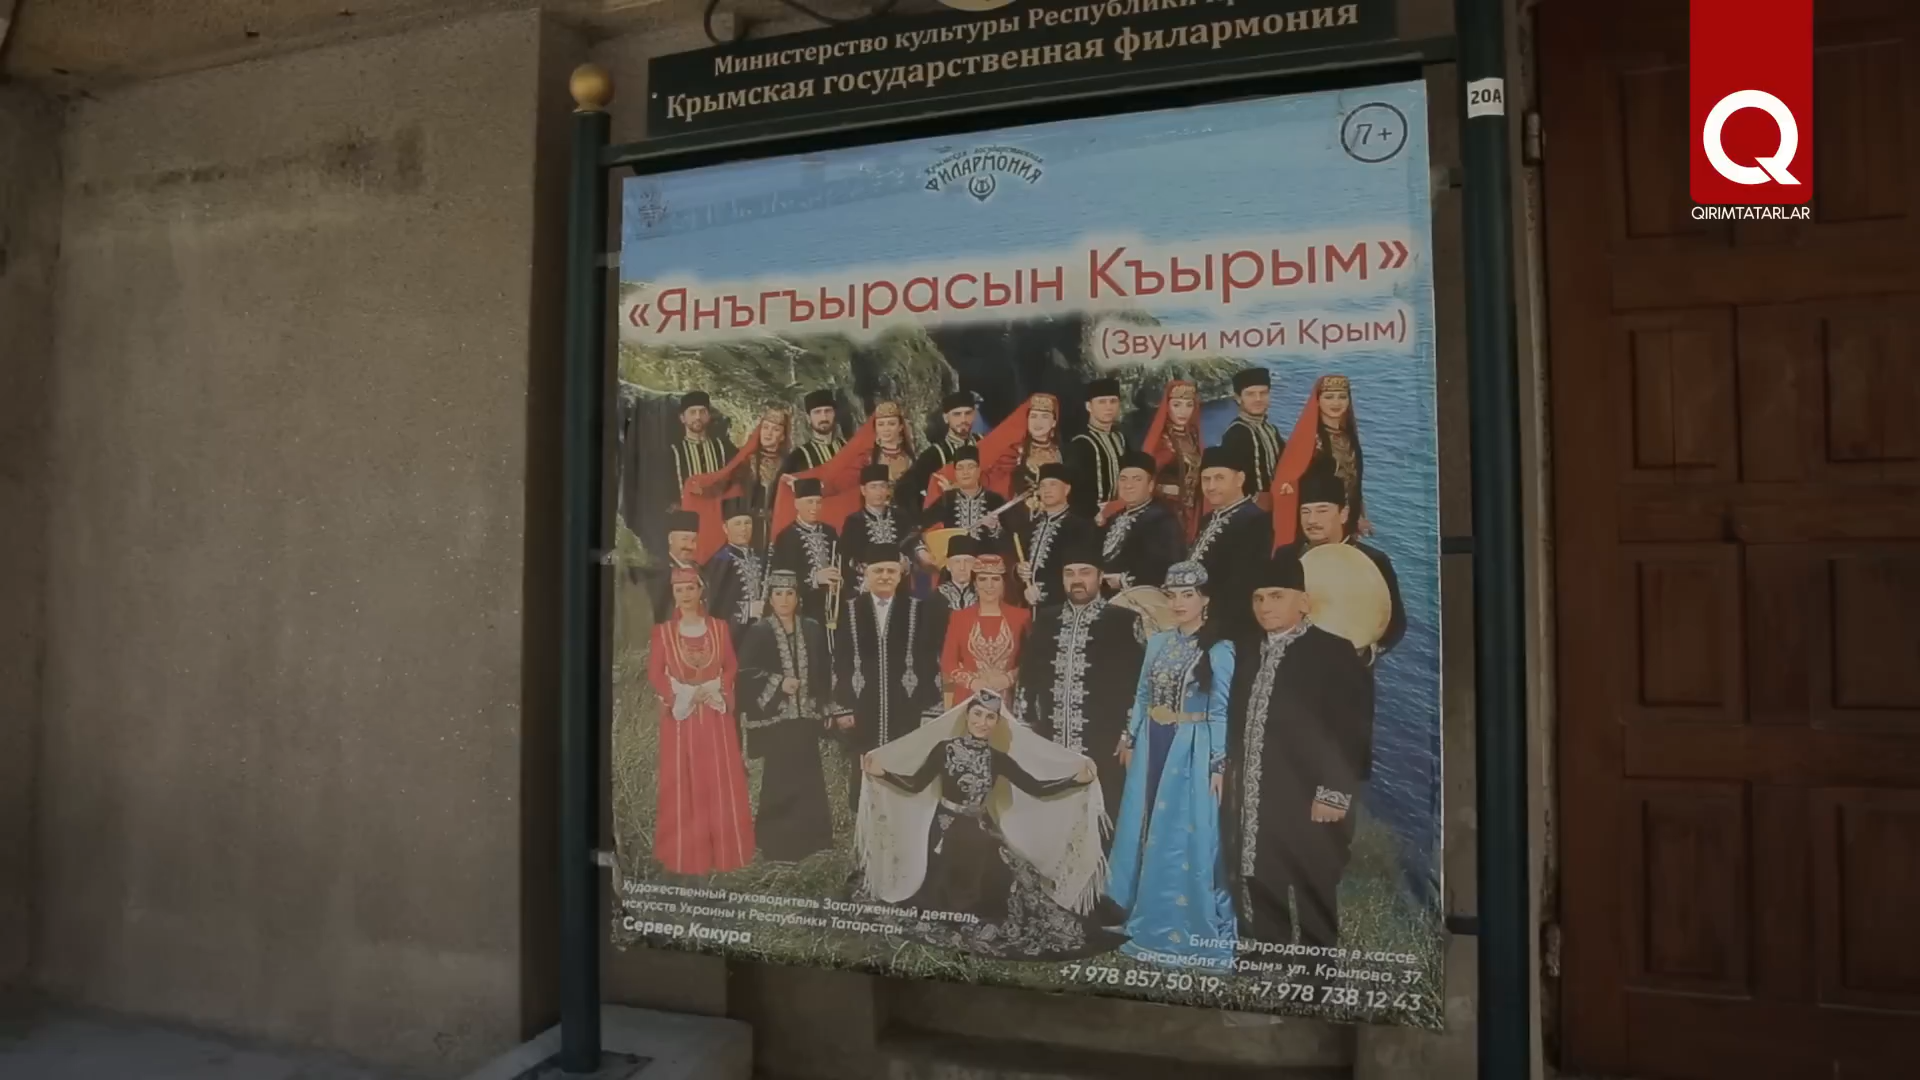 Министерство культуры Республики
Крымская государственная филармония
20А
QIRIMTATARLAR
7+
Крымская государственная
ФИЛАРМОНИЯ
«Янъгъырасын Къырым»
(Звучи мой Крым)
Художественный руководитель Заслуженный деятель
искусств Украины и Республики Татарстан
Сервер Какура
Билеты продаются в кассе
ансамбля «Крым» ул. Крылова, 37
+7 978 857 50 19; +7 978 738 12 43